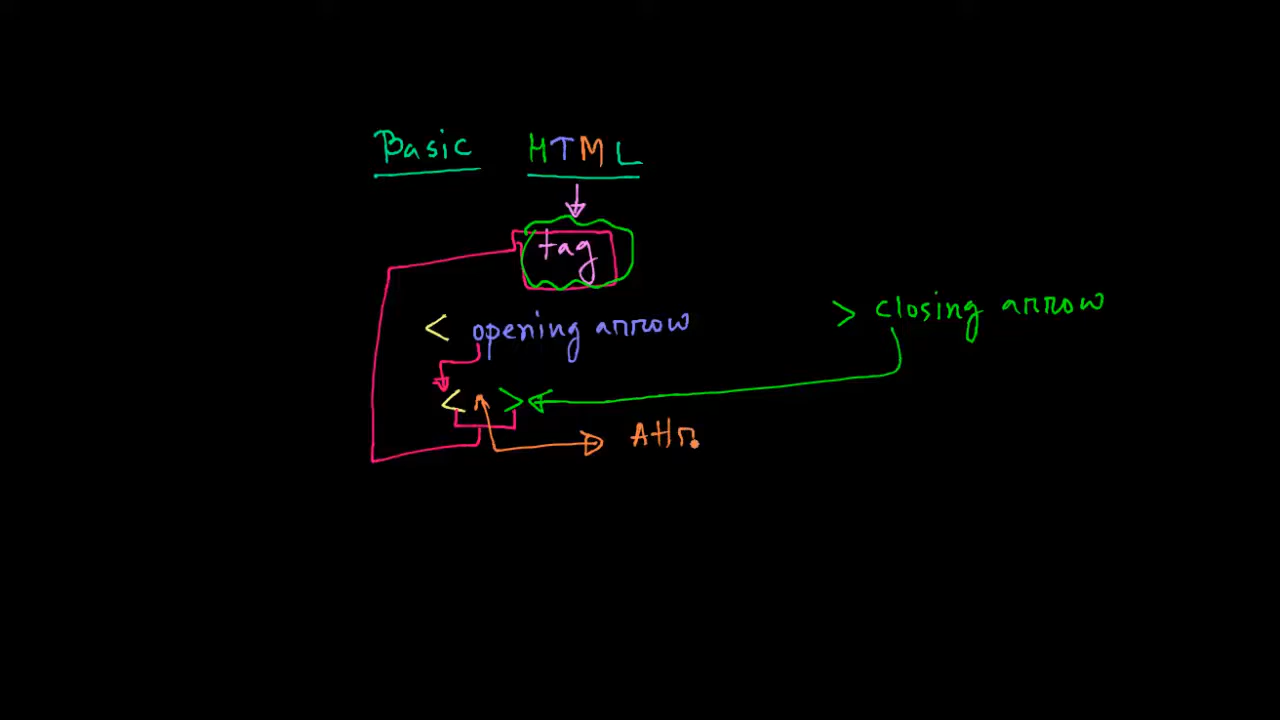 Basic HTML
tag
< opening arrow
> closing arrow
< >
Attr